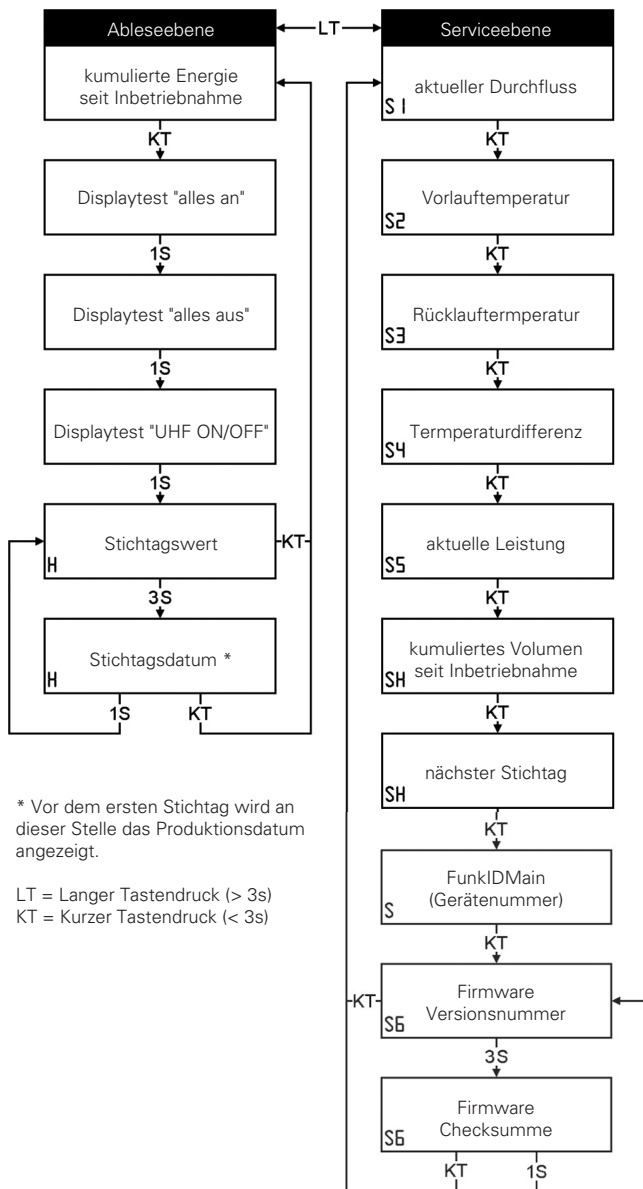 Ableseebene
LT
Serviceebene
kumulierte Energie
seit Inbetriebnahme
KT
Displaytest "alles an"
1S
Displaytest "alles aus"
1S
Displaytest "UHF ON/OFF"
1S
Stichtagswert
H
KT
3S
Stichtagsdatum *
H
1S
KT
* Vor dem ersten Stichtag wird an
dieser Stelle das Produktionsdatum
angezeigt.
LT = Langer Tastendruck (> 3s)
KT = Kurzer Tastendruck (< 3s)
aktueller Durchfluss
S1
KT
Vorlauftemperatur
S2
KT
Rücklauftermperatur
S3
KT
Termperaturdifferenz
S4
KT
aktuelle Leistung
S5
KT
kumuliertes Volumen
seit Inbetriebnahme
SH
KT
nächster Stichtag
SH
KT
FunkIDMain
(Gerätenummer)
S
KT
Firmware
Versionsnummer
S6
KT
3S
Firmware
Checksumme
S6
KT
1S